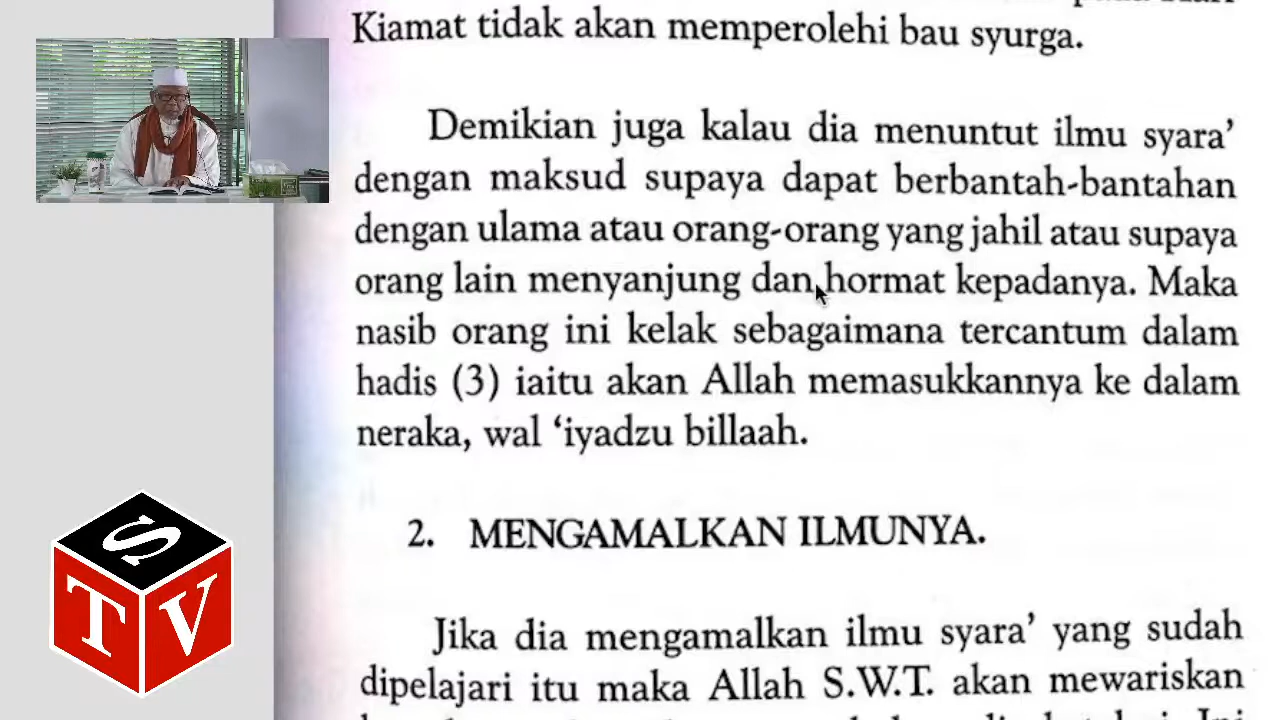 Kiamat tidak akan memperolehi bau syurga.
Demikian juga kalau dia menuntut ilmu syara’
dengan maksud supaya dapat berbantah-bantahan
dengan ulama atau orang-orang yang jahil atau supaya
orang lain menyanjung dan hormat kepadanya. Maka
nasib orang ini kelak sebagaimana tercantum dalam
hadis (3) iaitu akan Allah memasukkannya ke dalam
neraka, wal ‘iyadzu billaah.
2. MENGAMALKAN ILMUNYA.
Jika dia mengamalkan ilmu syara’ yang sudah
dipelajari itu maka Allah S.W.T. akan mewariskan
S
T V